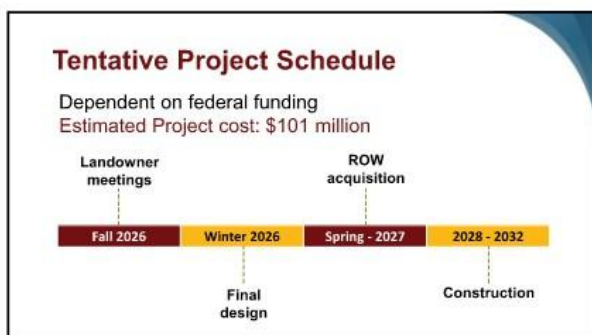 Tentative Project Schedule
Dependent on federal funding
Estimated Project cost: $101 million
Landowner
meetings
ROW
acquisition
Fall 2026
Winter 2026
Spring - 2027
2028 - 2032
Final
design
Construction